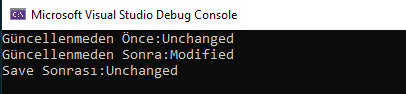 Microsoft Visual Studio Debug Console
Güncellenmeden Önce:Unchanged
Güncellenmeden Sonra:Modified
Save Sonrası:Unchanged